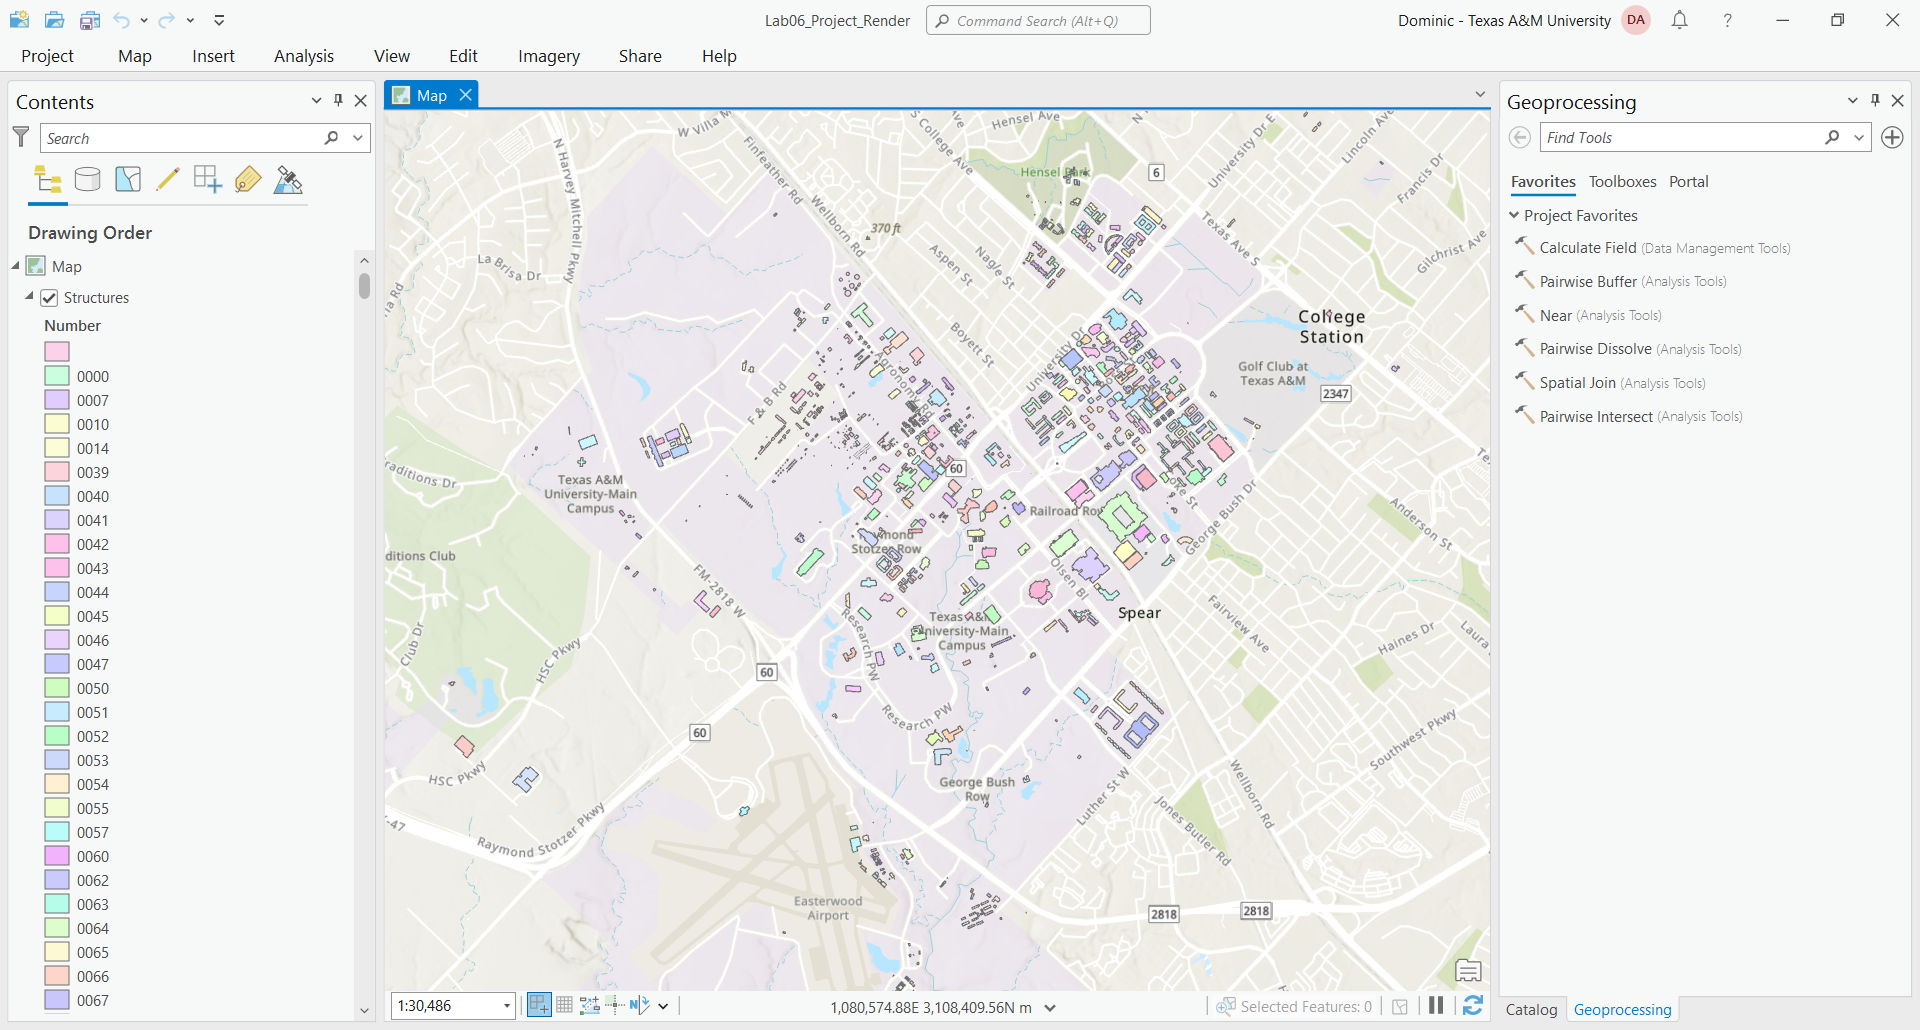 Lab06_Project_Render
Command Search (Alt+Q)
Dominic - Texas A&M University
DA
?
Project
Map
Insert
Analysis
View
Edit
Imagery
Share
Help
Contents
Search
Drawing Order
Map
Structures
Number
0000
0007
0010
0014
0039
0040
0041
0042
0043
0044
0045
0046
0047
0050
0051
0052
0053
0054
0055
0057
0060
0062
0063
0064
0065
0066
0067
Map
W Villa M
S College Ave
Hensel Ave
University Dr E
Lincoln Ave
N Harvey Mitchell Pkwy
Finfeather Rd
Hensel Park
6
Francis Dr
Wellborn Rd
370 ft
Texas Ave S
Gilchrist Ave
La Brisa Dr
Aspen St
Nagle St
College
Station
Boyett St
University Dr
Golf Club at
Texas A&M
2347
F & B Rd
Agronomy Rd
60
raditions Dr
Texas A&M
University-Main
Campus
Railroad Row
George Bush Dr
Anderson St
ditions Club
Stotzer Row
FM-2818 W
Olsen Bl
Spear
Fairview Ave
Haines Dr
Laura
Club Dr
HSC Pkwy
Research PW
Texas A&M
University-Main
Campus
60
Research PW
60
Southwest Pkwy
HSC Pkwy
George Bush
Row
Luther St W
Wellborn Rd
Jones Butler Rd
-47
Raymond Stotzer Pkwy
Easterwood
Airport
2818
2818
1:30,486
N
1,080,574.88E 3,108,409.56N m
Selected Features: 0
Geoprocessing
Find Tools
Favorites
Toolboxes
Portal
Project Favorites
Calculate Field (Data Management Tools)
Pairwise Buffer (Analysis Tools)
Near (Analysis Tools)
Pairwise Dissolve (Analysis Tools)
Spatial Join (Analysis Tools)
Pairwise Intersect (Analysis Tools)
Catalog
Geoprocessing